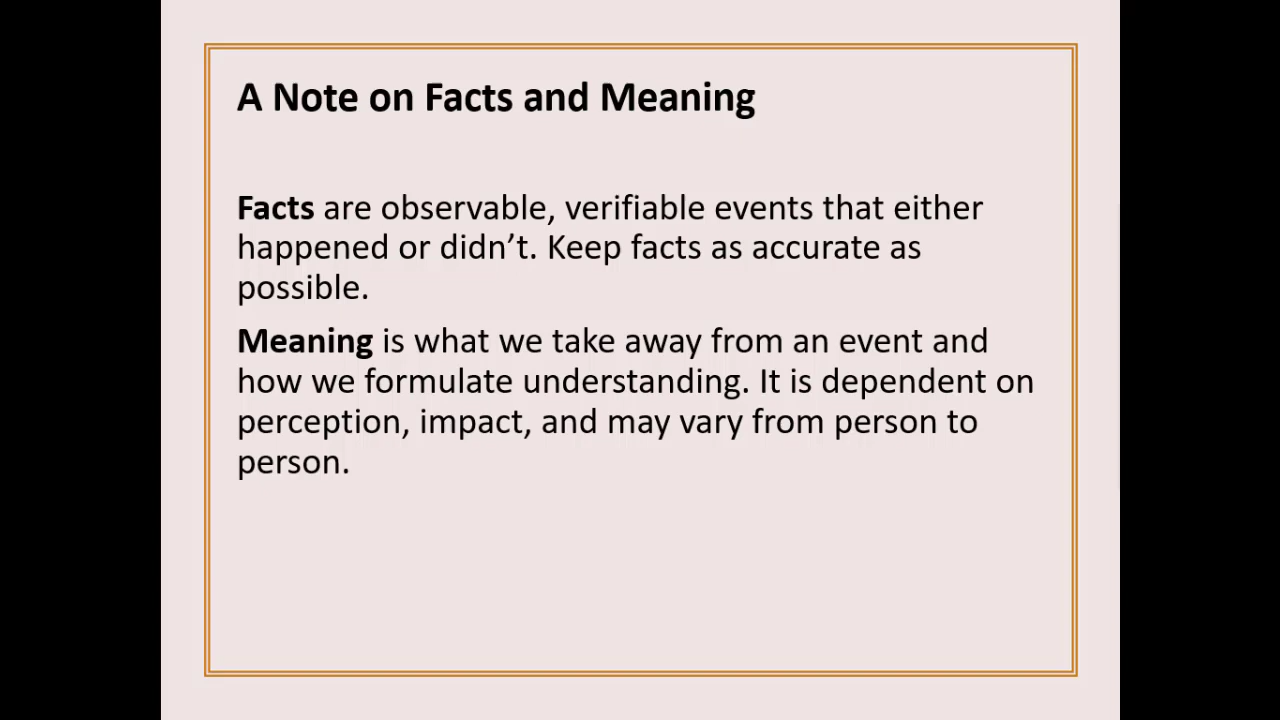 A Note on Facts and Meaning
Facts are observable, verifiable events that either
happened or didn’t. Keep facts as accurate as
possible.
Meaning is what we take away from an event and
how we formulate understanding. It is dependent on
perception, impact, and may vary from person to
person.